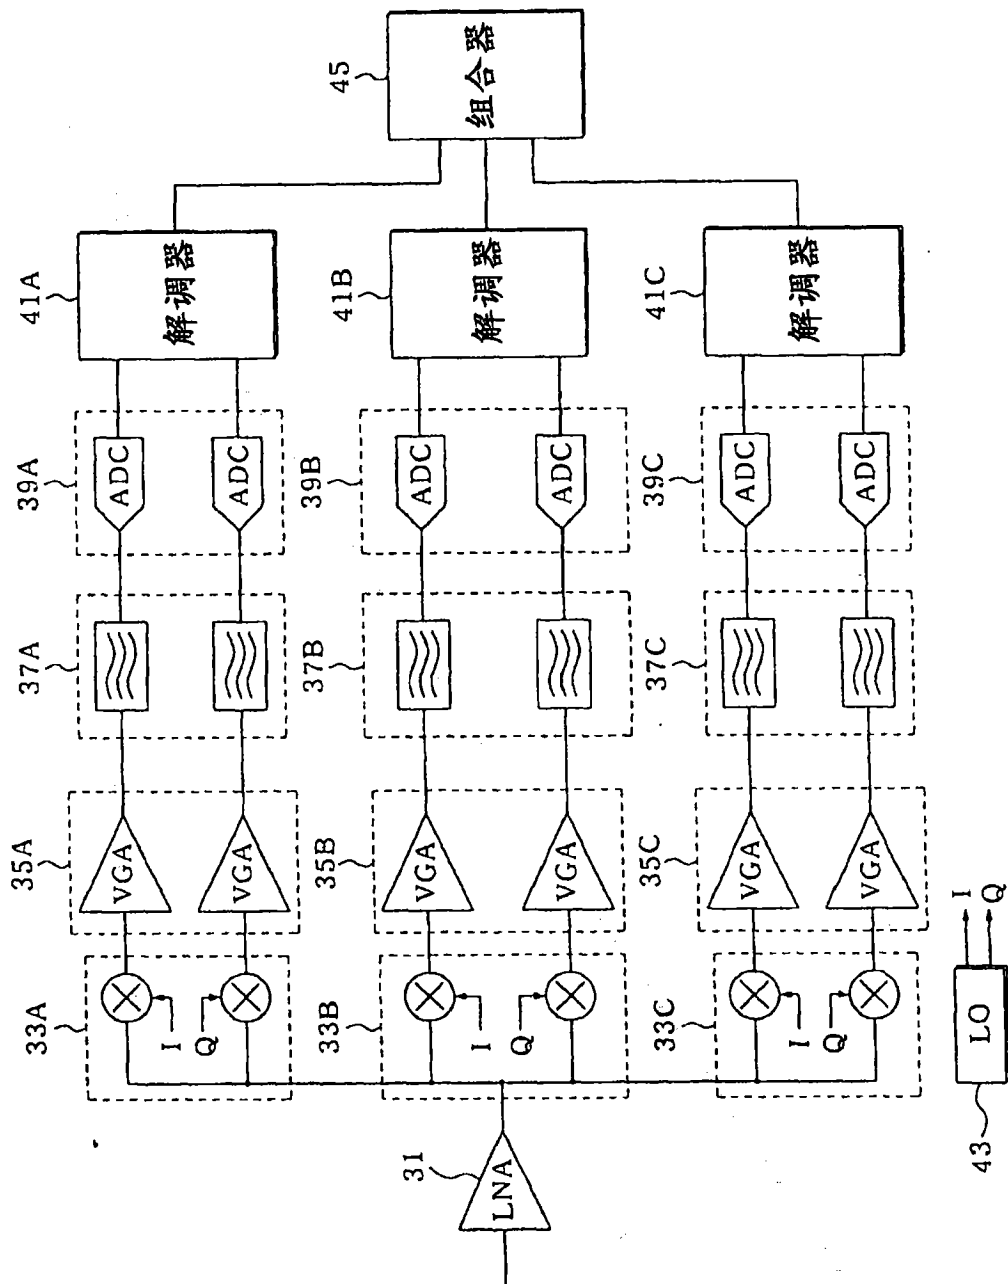 45
组合器
41A
解调器
41B
解调器
41C
解调器
39A
ADC
ADC
39B
ADC
ADC
39C
ADC
ADC
37A
37B
37C
35A
VGA
VGA
35B
VGA
VGA
35C
VGA
VGA
33A
I
Q
33B
I
Q
33C
I
Q
31
LNA
43
LO
I
Q